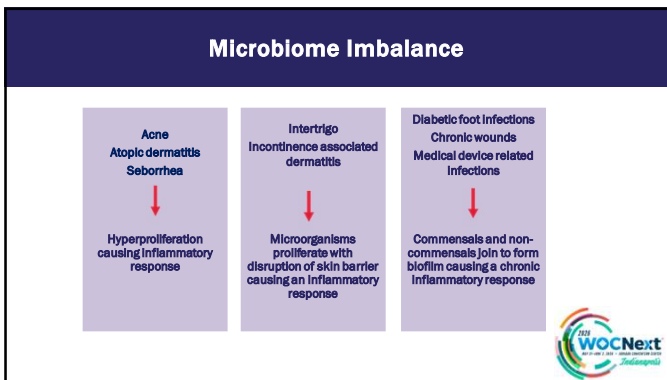 Microbiome Imbalance
Acne
Atopic dermatitis
Seborrhea
Hyperproliferation
causing inflammatory
response
Intertrigo
Incontinence associated
dermatitis
Microorganisms
proliferate with
disruption of skin barrier
causing an inflammatory
response
Diabetic foot infections
Chronic wounds
Medical device related
infections
Commensals and non-
commensals join to form
biofilm causing a chronic
inflammatory response
2020
WOCNext
Indianapolis